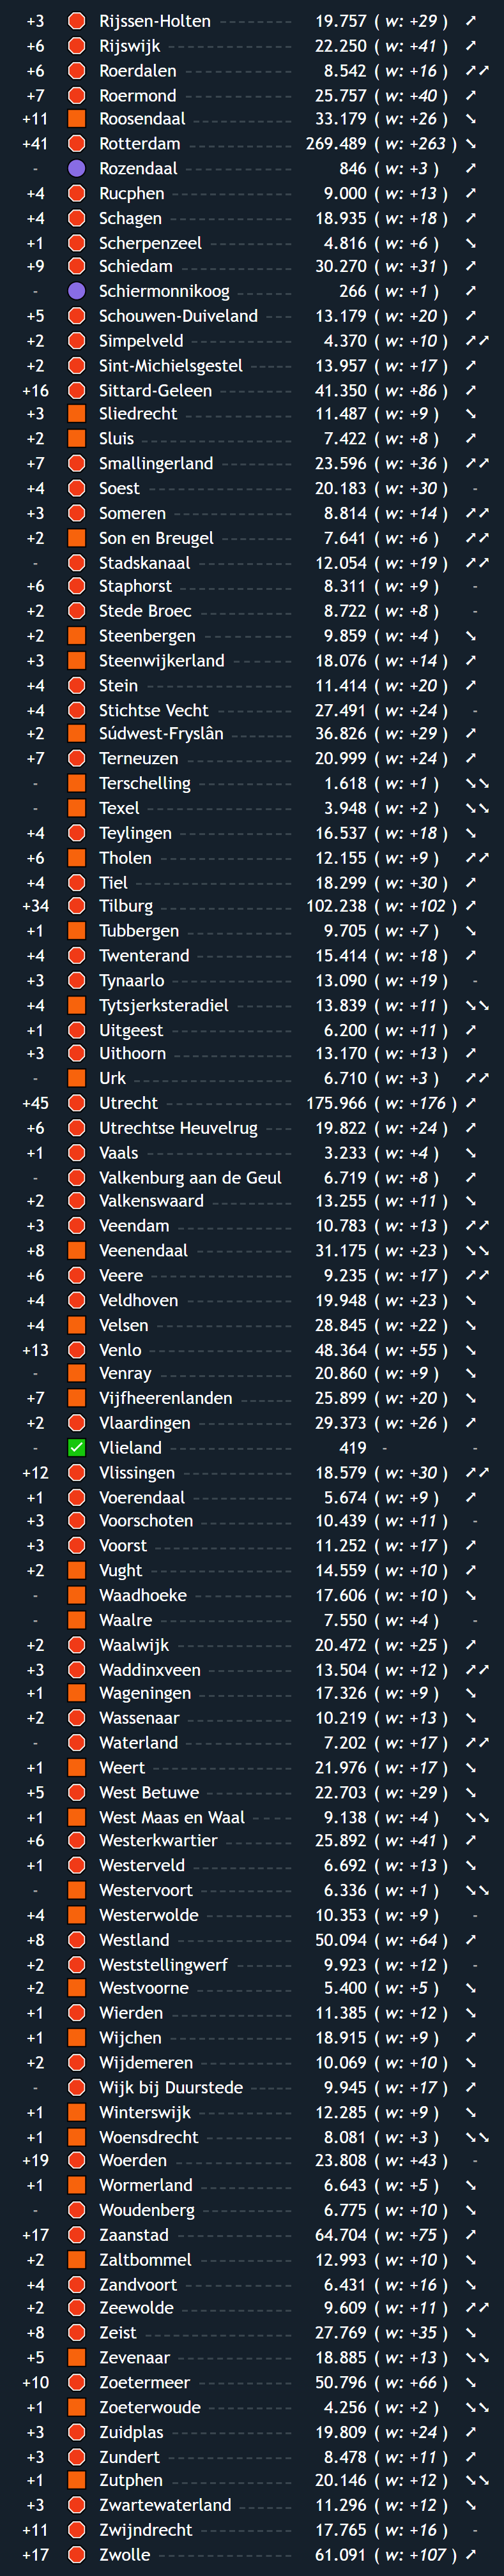 +3 Rijssen-Holten 19.757 ( w: +29 ) ➚
+6 Rijswijk 22.250 ( w: +41 ) ➚
+6 Roerdalen 8.542 ( w: +16 ) ➚➚
+7 Roermond 25.757 ( w: +40 ) ➚
+11 Roosendaal 33.179 ( w: +26 ) ➘
+41 Rotterdam 269.489 ( w: +263 ) ➘
- Rozendaal 846 ( w: +3 ) ➚
+4 Rucphen 9.000 ( w: +13 ) ➚
+4 Schagen 18.935 ( w: +18 ) ➚
+1 Scherpenzeel 4.816 ( w: +6 ) ➘
+9 Schiedam 30.270 ( w: +31 ) ➚
- Schiermonnikoog 266 ( w: +1 ) ➚
+5 Schouwen-Duiveland 13.179 ( w: +20 ) ➚
+2 Simpelveld 4.370 ( w: +10 ) ➚➚
+2 Sint-Michielsgestel 13.957 ( w: +17 ) ➚
+16 Sittard-Geleen 41.350 ( w: +86 ) ➚
+3 Sliedrecht 11.487 ( w: +9 ) ➘
+2 Sluis 7.422 ( w: +8 ) ➚
+7 Smallingerland 23.596 ( w: +36 ) ➚➚
+4 Soest 20.183 ( w: +30 ) -
+3 Someren 8.814 ( w: +14 ) ➚➚
+2 Son en Breugel 7.641 ( w: +6 ) ➚➚
- Stadskanaal 12.054 ( w: +19 ) ➚➚
+6 Staphorst 8.311 ( w: +9 ) -
+2 Stede Broec 8.722 ( w: +8 ) -
+2 Steenbergen 9.859 ( w: +4 ) ➘
+3 Steenwijkerland 18.076 ( w: +14 ) ➚
+4 Stein 11.414 ( w: +20 ) ➚
+4 Stichtse Vecht 27.491 ( w: +24 ) -
+2 Súdwest-Fryslân 36.826 ( w: +29 ) ➚
+7 Terneuzen 20.999 ( w: +24 ) ➚
- Terschelling 1.618 ( w: +1 ) ➘➘
- Texel 3.948 ( w: +2 ) ➘➘
+4 Teylingen 16.537 ( w: +18 ) ➘
+6 Tholen 12.155 ( w: +9 ) ➚➚
+4 Tiel 18.299 ( w: +30 ) ➚
+34 Tilburg 102.238 ( w: +102 ) ➚
+1 Tubbergen 9.705 ( w: +7 ) ➘
+4 Twenterand 15.414 ( w: +18 ) ➚
+3 Tynaarlo 13.090 ( w: +19 ) -
+4 Tytsjerksteradiel 13.839 ( w: +11 ) ➘➘
+1 Uitgeest 6.200 ( w: +11 ) ➚
+3 Uithoorn 13.170 ( w: +13 ) ➚
- Urk 6.710 ( w: +3 ) ➚➚
+45 Utrecht 175.966 ( w: +176 ) ➚
+6 Utrechtse Heuvelrug 19.822 ( w: +24 ) ➚
+1 Vaals 3.233 ( w: +4 ) ➘
- Valkenburg aan de Geul 6.719 ( w: +8 ) ➚
+2 Valkenswaard 13.255 ( w: +11 ) ➘
+3 Veendam 10.783 ( w: +13 ) ➚➚
+8 Veenendaal 31.175 ( w: +23 ) ➘➘
+6 Veere 9.235 ( w: +17 ) ➚➚
+4 Veldhoven 19.948 ( w: +23 ) ➘
+4 Velsen 28.845 ( w: +22 ) ➘
+13 Venlo 48.364 ( w: +55 ) ➘
- Venray 20.860 ( w: +9 ) ➘
+7 Vijfheerenlanden 25.899 ( w: +20 ) ➘
+2 Vlaardingen 29.373 ( w: +26 ) ➚
- Vlieland 419 - -
+12 Vlissingen 18.579 ( w: +30 ) ➚➚
+1 Voerendaal 5.674 ( w: +9 ) ➚
+3 Voorschoten 10.439 ( w: +11 ) -
+3 Voorst 11.252 ( w: +17 ) ➚
+2 Vught 14.559 ( w: +10 ) ➚
- Waadhoeke 17.606 ( w: +10 ) ➘
- Waalre 7.550 ( w: +4 ) -
+2 Waalwijk 20.472 ( w: +25 ) ➚
+3 Waddinxveen 13.504 ( w: +12 ) ➚➚
+1 Wageningen 17.326 ( w: +9 ) ➘
+2 Wassenaar 10.219 ( w: +13 ) ➘
- Waterland 7.202 ( w: +17 ) ➚➚
+1 Weert 21.976 ( w: +17 ) ➘
+5 West Betuwe 22.703 ( w: +29 ) ➘
+1 West Maas en Waal 9.138 ( w: +4 ) ➘➘
+6 Westerkwartier 25.892 ( w: +41 ) ➚
+1 Westerveld 6.692 ( w: +13 ) ➘
- Westervoort 6.336 ( w: +1 ) ➘➘
+4 Westerwolde 10.353 ( w: +9 ) -
+8 Westland 50.094 ( w: +64 ) ➚
+2 Weststellingwerf 9.923 ( w: +12 ) -
+2 Westvoorne 5.400 ( w: +5 ) ➘
+1 Wierden 11.385 ( w: +12 ) ➘
+1 Wijchen 18.915 ( w: +9 ) ➚
+2 Wijdemeren 10.069 ( w: +10 ) ➘
- Wijk bij Duurstede 9.945 ( w: +17 ) ➚
+1 Winterswijk 12.285 ( w: +9 ) ➘
+1 Woensdrecht 8.081 ( w: +3 ) ➘➘
+19 Woerden 23.808 ( w: +43 ) -
+1 Wormerland 6.643 ( w: +5 ) ➘
- Woudenberg 6.775 ( w: +10 ) ➘
+17 Zaanstad 64.704 ( w: +75 ) ➚
+2 Zaltbommel 12.993 ( w: +10 ) ➘
+4 Zandvoort 6.431 ( w: +16 ) ➘
+2 Zeewolde 9.609 ( w: +11 ) ➚➚
+8 Zeist 27.769 ( w: +35 ) ➘
+5 Zevenaar 18.885 ( w: +13 ) ➘➘
+10 Zoetermeer 50.796 ( w: +66 ) ➘
+1 Zoeterwoude 4.256 ( w: +2 ) ➘➘
+3 Zuidplas 19.809 ( w: +24 ) ➚
+3 Zundert 8.478 ( w: +11 ) ➚
+1 Zutphen 20.146 ( w: +12 ) ➘➘
+3 Zwartewaterland 11.296 ( w: +12 ) ➘
+11 Zwijndrecht 17.765 ( w: +16 ) -
+17 Zwolle 61.091 ( w: +107 ) ➚